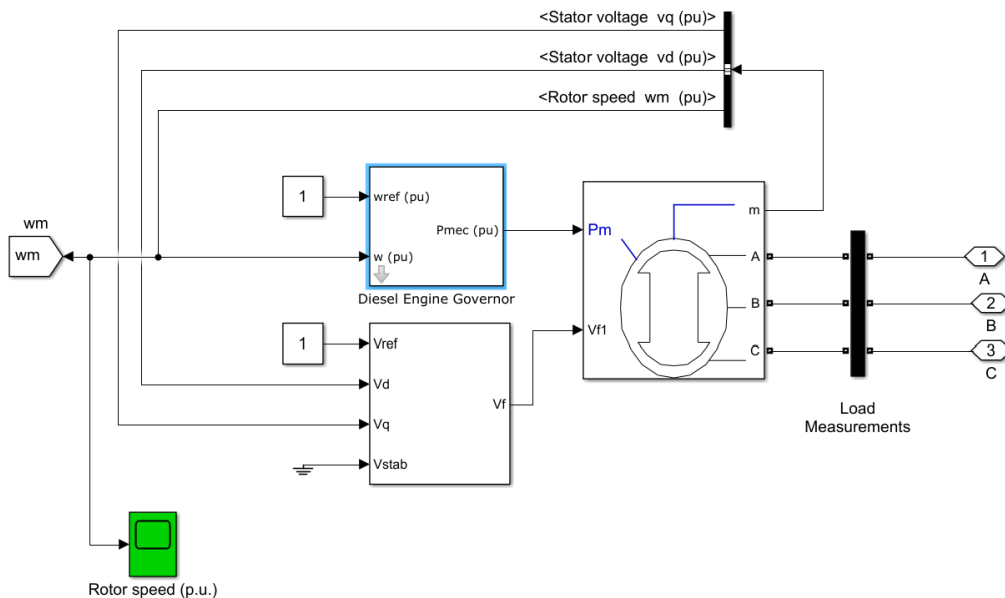 <Stator voltage  vq (pu)>
<Stator voltage  vd (pu)>
<Rotor speed  wm  (pu)>
wm
wm
1
wref (pu)
w (pu)
Pmec (pu)
Diesel Engine Governor
1
Vref
Vd
Vq
Vstab
Vf
Pm
Vf1
m
A
B
C
Load
Measurements
1
A
2
B
3
C
Rotor speed (p.u.)